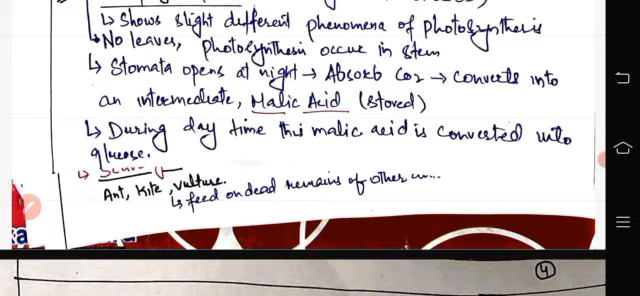 ↳ Shows slight different phenomena of photosynthesis
↳ No leaves, photosynthesis occur in stem
↳ Stomata opens at night → Absorb CO2 → converts into
an intermediate, Malic Acid (stored)
↳ During day time this malic acid is converted into
glucose.
Ant, Kite, Vulture.
↳ feed on dead remains of other
4